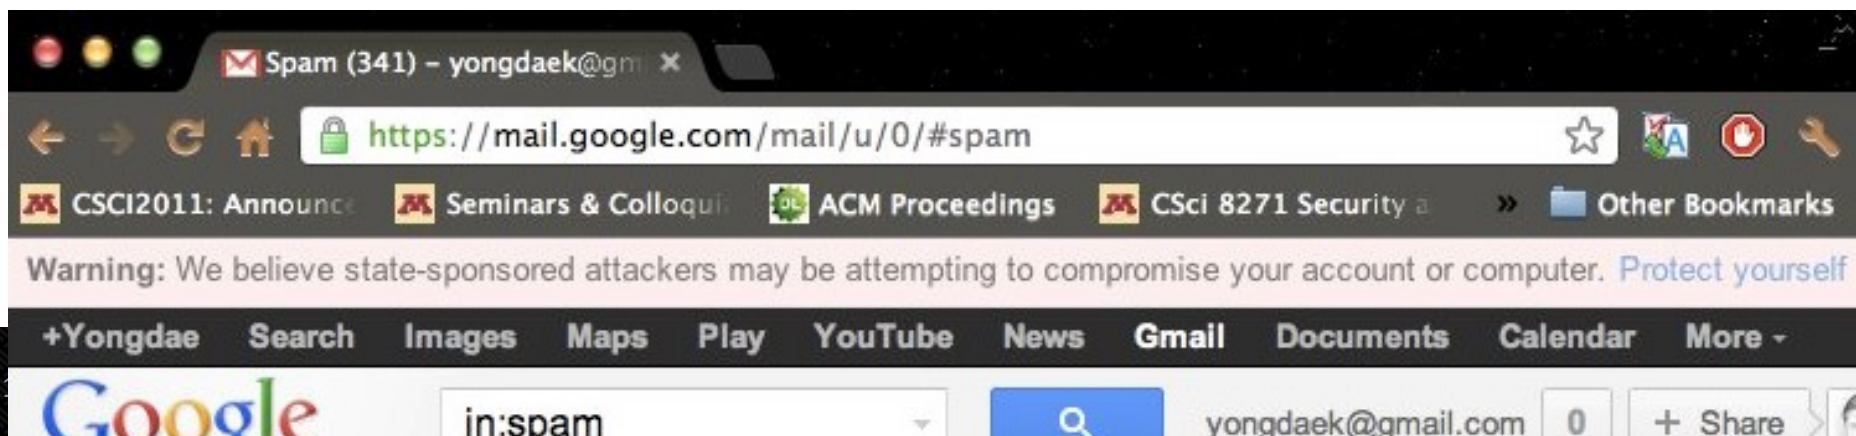 Spam (341) – yongdaek@gm
https://mail.google.com/mail/u/0/#spam
CSCI2011: Announce Seminars & Colloqui ACM Proceedings CSci 8271 Security a » Other Bookmarks
Warning: We believe state-sponsored attackers may be attempting to compromise your account or computer. Protect yourself
+Yongdae Search Images Maps Play YouTube News Gmail Documents Calendar More
Google in:spam yongdaek@gmail.com 0 + Share